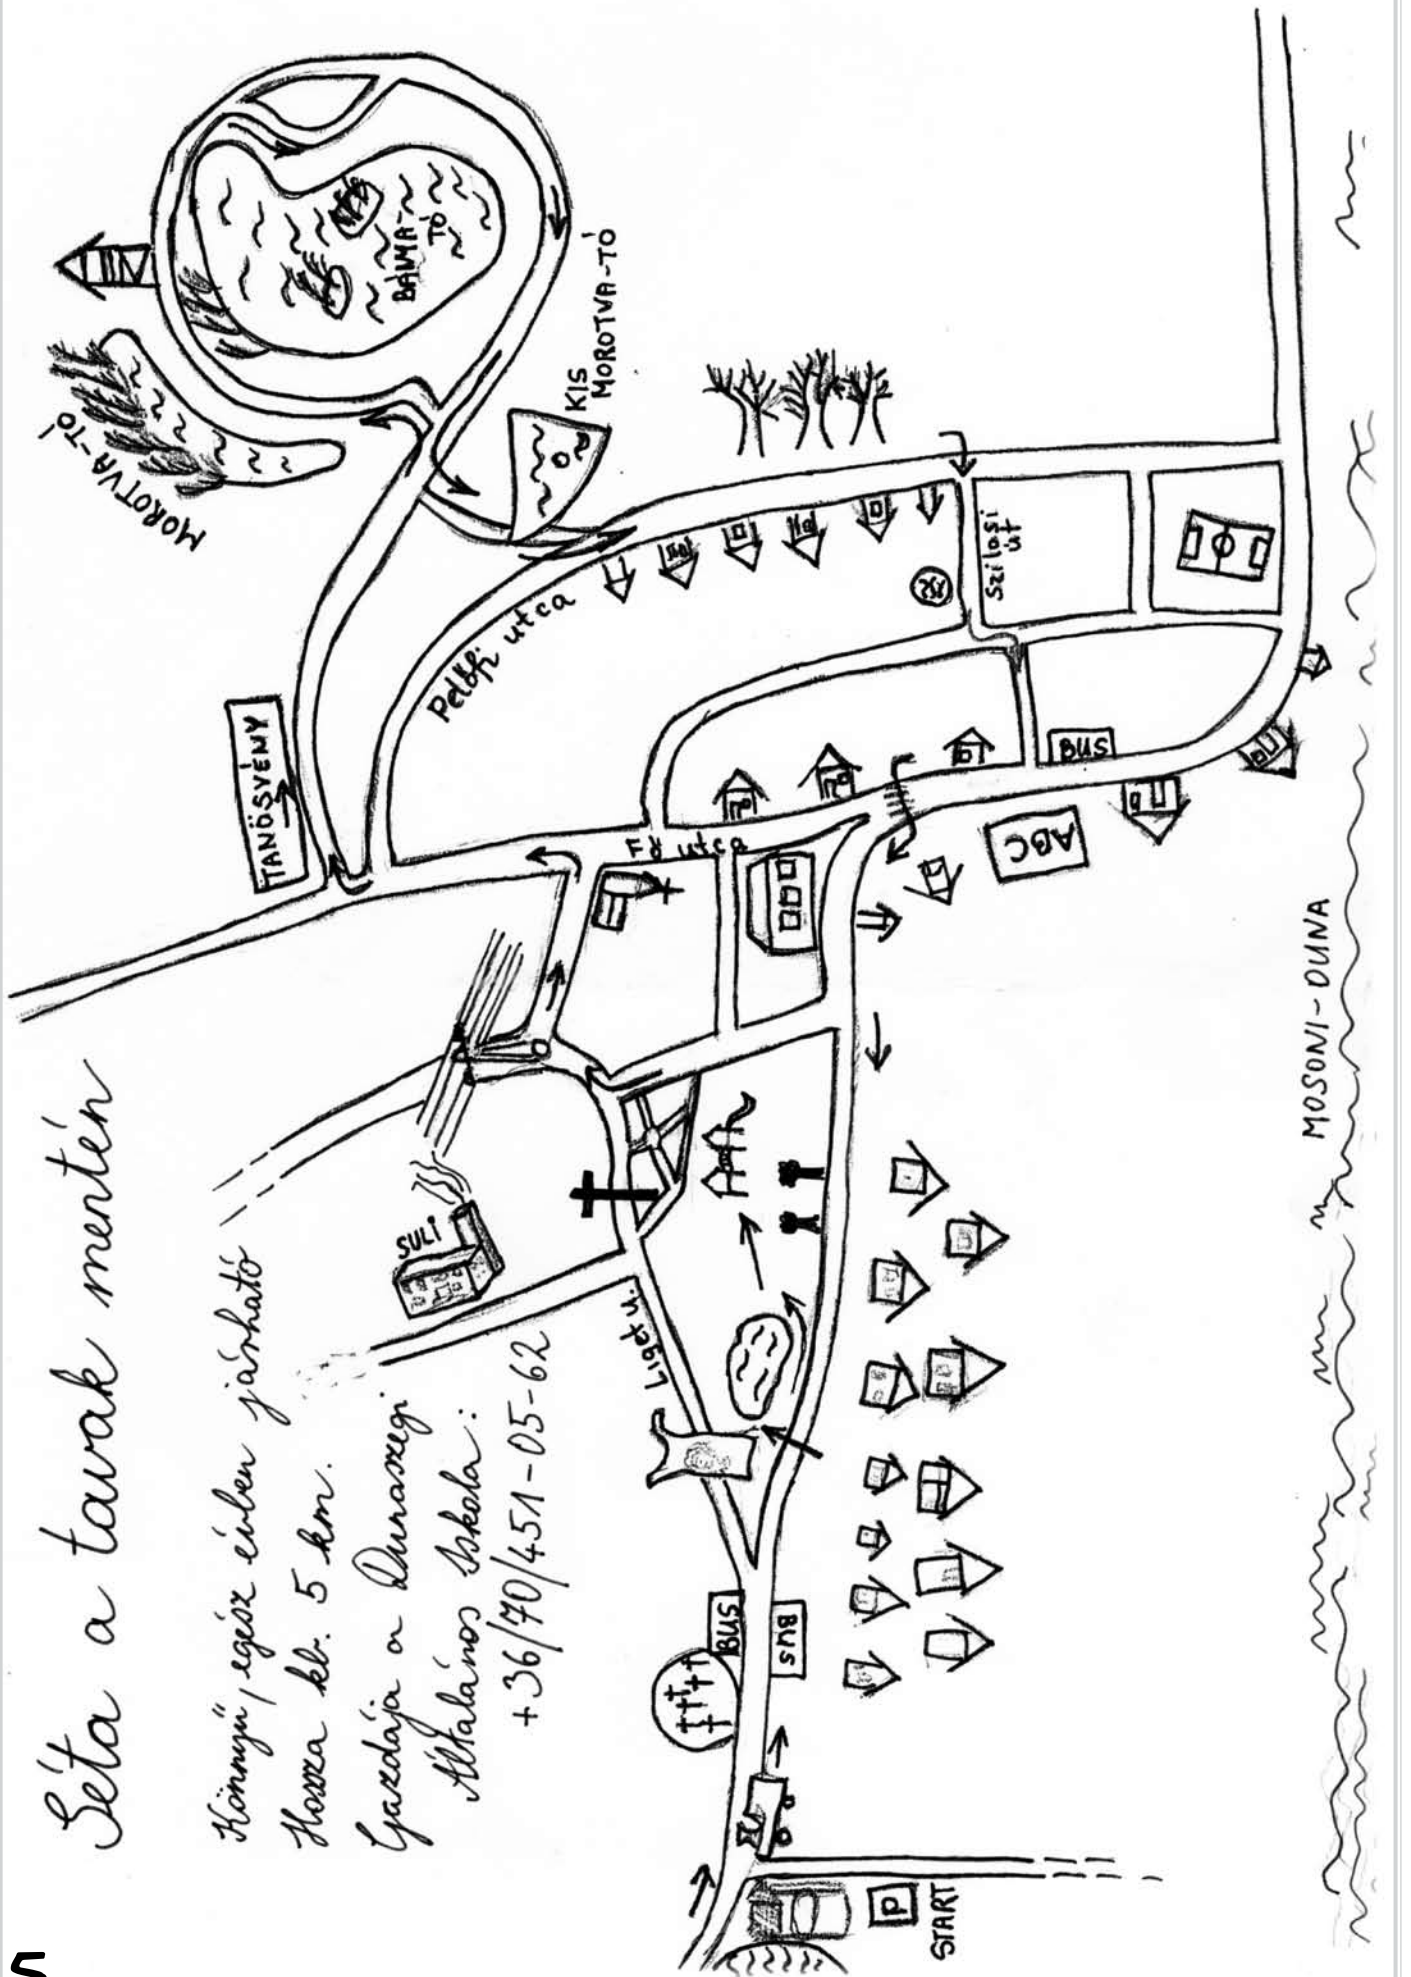 Séta a tavak mentén
Könnyű, egész évben járható
Hossza kb. 5 km.
Gazdája a Dunaszegi
Általános Iskola:
+36/70/451-05-62
MOROTVA-TÓ
BÁNYA-
TÓ
KIS
MOROTVA-TÓ
TANÖSVÉNY
Petőfi utca
Szilosi
út
Fő utca
SULI
Liget u.
BUS
BUS
BUS
ABC
P
START
MOSONI-DUNA
5